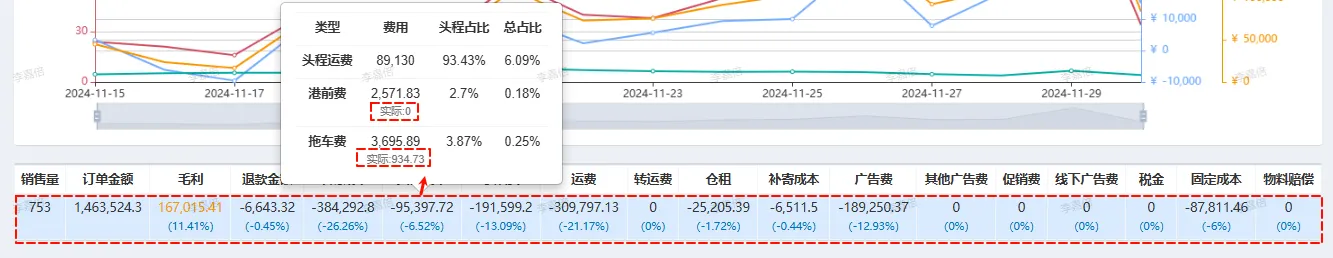 类型 费用 头程占比 总占比
头程运费 89,130 93.43% 6.09%
港前费 2,571.83 2.7% 0.18%
实际:0
拖车费 3,695.89 3.87% 0.25%
实际:934.73
30
0
¥ 10,000
¥ 0
¥ -10,000
¥ 50,000
¥ 0
2024-11-15 2024-11-17 2024-11-23 2024-11-25 2024-11-27 2024-11-29
销售量 订单金额 毛利 退款金 运费 转运费 仓租 补寄成本 广告费 其他广告费 促销费 线下广告费 税金 固定成本 物料赔偿
753 1,463,524.3 167,015.41 -6,643.32 -384,292.8 -95,397.72 -191,599.2 -309,797.13 0 -25,205.39 -6,511.5 -189,250.37 0 0 0 0 -87,811.46 0
(11.41%) (-0.45%) (-26.26%) (-6.52%) (-13.09%) (-21.17%) (0%) (-1.72%) (-0.44%) (-12.93%) (0%) (0%) (0%) (0%) (-6%) (0%)